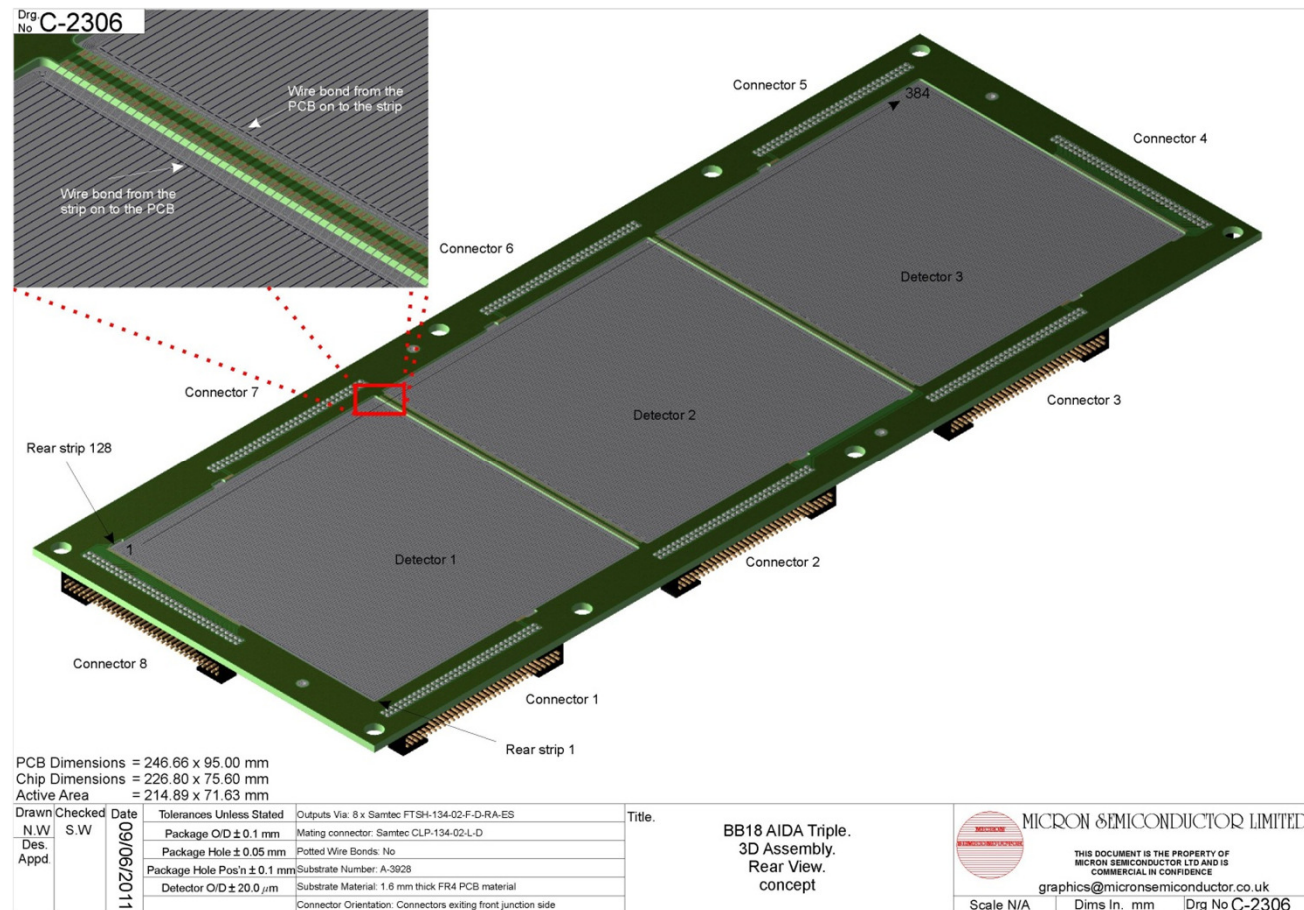 Drg.
No C-2306
Wire bond from the
PCB on to the strip
Wire bond from the
strip on to the PCB
Connector 5
384
Connector 4
Connector 6
Detector 3
Connector 7
Detector 2
Connector 3
Rear strip 128
1
Detector 1
Connector 2
Connector 8
Connector 1
Rear strip 1
PCB Dimensions = 246.66 x 95.00 mm
Chip Dimensions = 226.80 x 75.60 mm
Active Area = 214.89 x 71.63 mm
Drawn Checked Date
N.W S.W
Des.
Appd.
09/06/2011
Tolerances Unless Stated
Package O/D ± 0.1 mm
Package Hole ± 0.05 mm
Package Hole Pos'n ± 0.1 mm
Detector O/D ± 20.0 µm
Outputs Via: 8 x Samtec FTSH-134-02-F-D-RA-ES
Mating connector: Samtec CLP-134-02-L-D
Potted Wire Bonds: No
Substrate Number: A-3928
Substrate Material: 1.6 mm thick FR4 PCB material
Connector Orientation: Connectors exiting front junction side
Title.
BB18 AIDA Triple.
3D Assembly.
Rear View.
concept
MICRON SEMICONDUCTOR LIMITED
THIS DOCUMENT IS THE PROPERTY OF
MICRON SEMICONDUCTOR LTD AND IS
COMMERCIAL IN CONFIDENCE
graphics@micronsemiconductor.co.uk
Scale N/A Dims In. mm Drg No C-2306